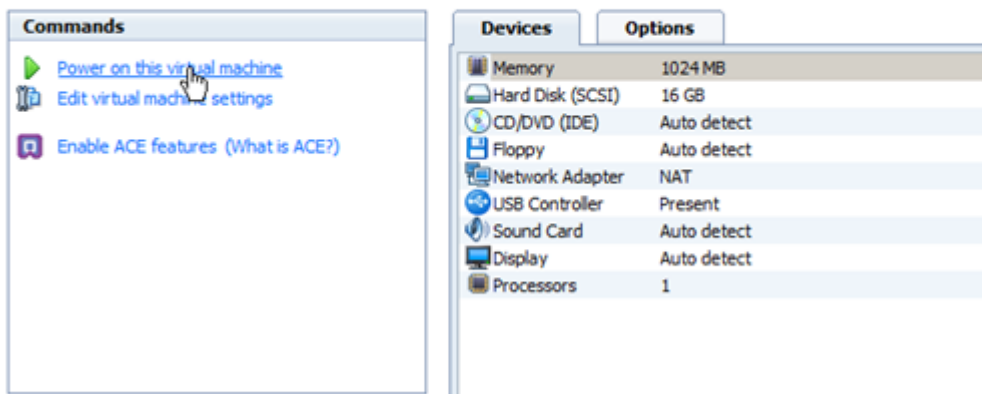 Commands
Power on this virtual machine
Edit virtual machine settings
Enable ACE features (What is ACE?)
Devices Options
Memory 1024 MB
Hard Disk (SCSI) 16 GB
CD/DVD (IDE) Auto detect
Floppy Auto detect
Network Adapter NAT
USB Controller Present
Sound Card Auto detect
Display Auto detect
Processors 1